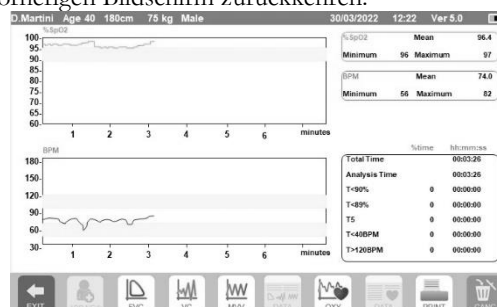 vorherigen Bildschirm zurückkehren.
D.Martini Age 40 180cm 75 kg Male 30/03/2022 12:22 Ver 5.0
%SpO2
100
95
90
85
80
75
70
65
60
1 2 3 4 5 6 minutes
%SpO2 Mean 96.4
Minimum 96 Maximum 97
BPM Mean 74.0
Minimum 56 Maximum 82
BPM
180
150
120
90
60
30
1 2 3 4 5 6 minutes
%time hh:mm:ss
Total Time 00:03:26
Analysis Time 00:03:26
T<90% 0 00:00:00
T<89% 0 00:00:00
T5 0 00:00:00
T<40BPM 0 00:00:00
T>120BPM 0 00:00:00
EXIT FVC VC MVV OXY DATA PRINT CANC